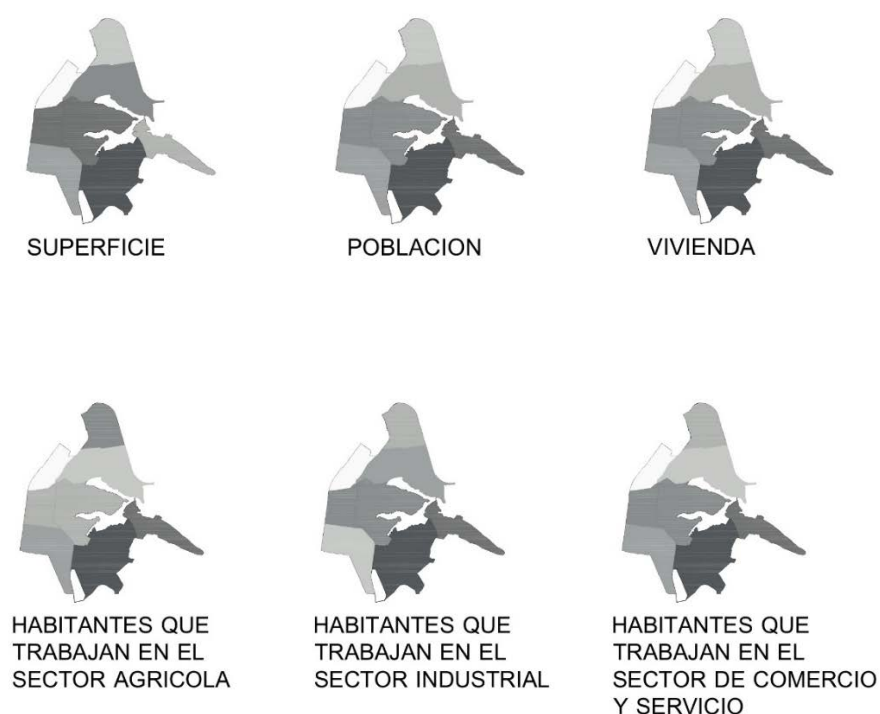 SUPERFICIE
POBLACION
VIVIENDA
HABITANTES QUE
TRABAJAN EN EL
SECTOR AGRICOLA
HABITANTES QUE
TRABAJAN EN EL
SECTOR INDUSTRIAL
HABITANTES QUE
TRABAJAN EN EL
SECTOR DE COMERCIO
Y SERVICIO